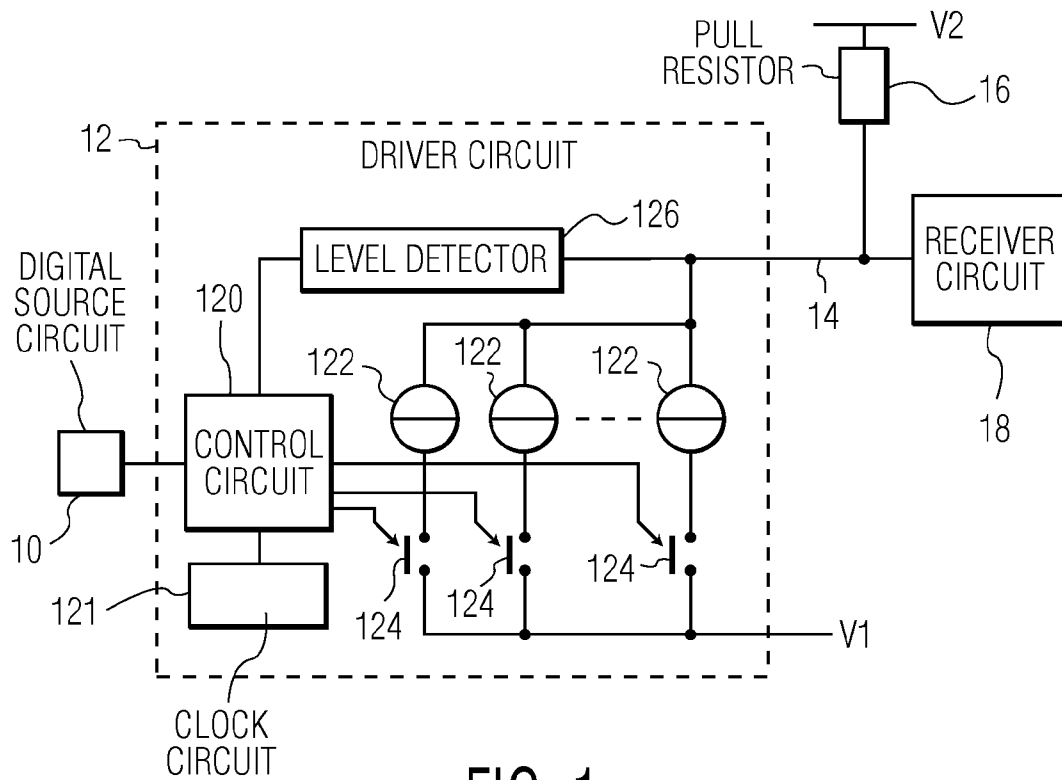 V2
PULL
RESISTOR
16
12
DRIVER CIRCUIT
126
LEVEL DETECTOR
RECEIVER
CIRCUIT
DIGITAL
SOURCE
CIRCUIT
120
14
122
122
122
18
CONTROL
CIRCUIT
10
121
124
124
124
V1
CLOCK
CIRCUIT
FIG. 1